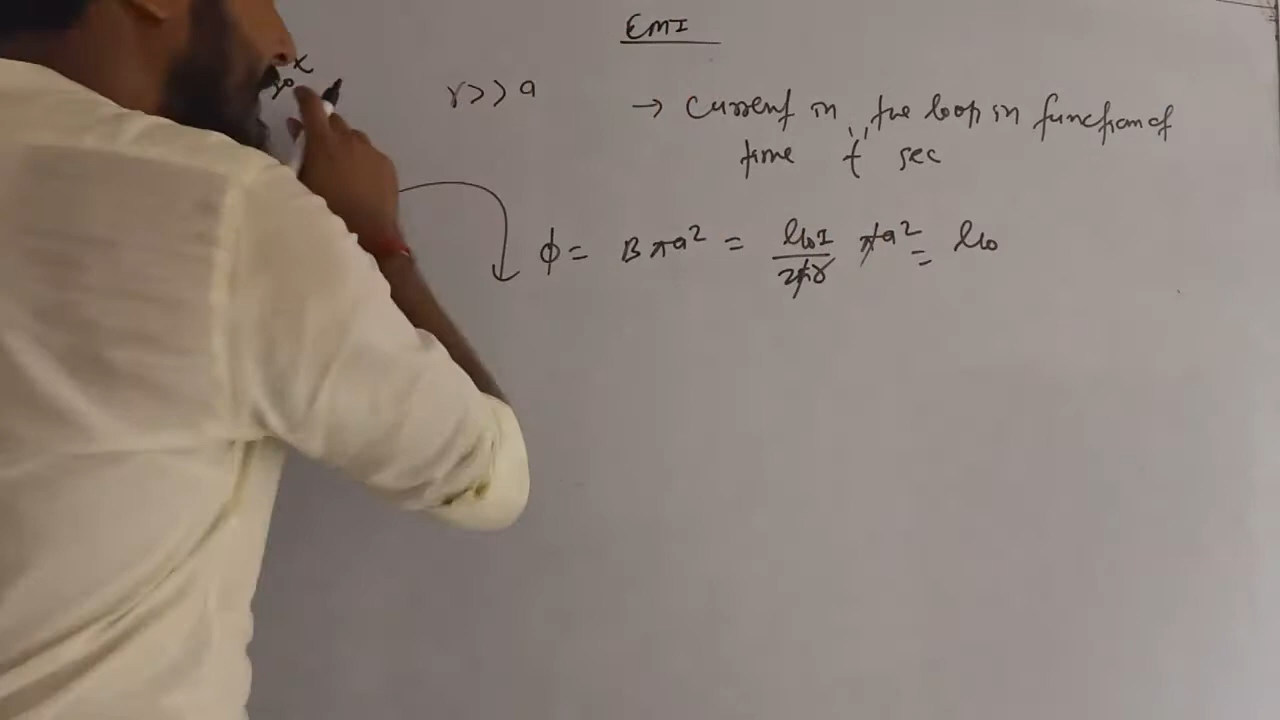 EMI
r>>a
→ Current in the loop in function of
time "t" sec
φ = Bπa² = μ₀I/2πr πa² = μ₀